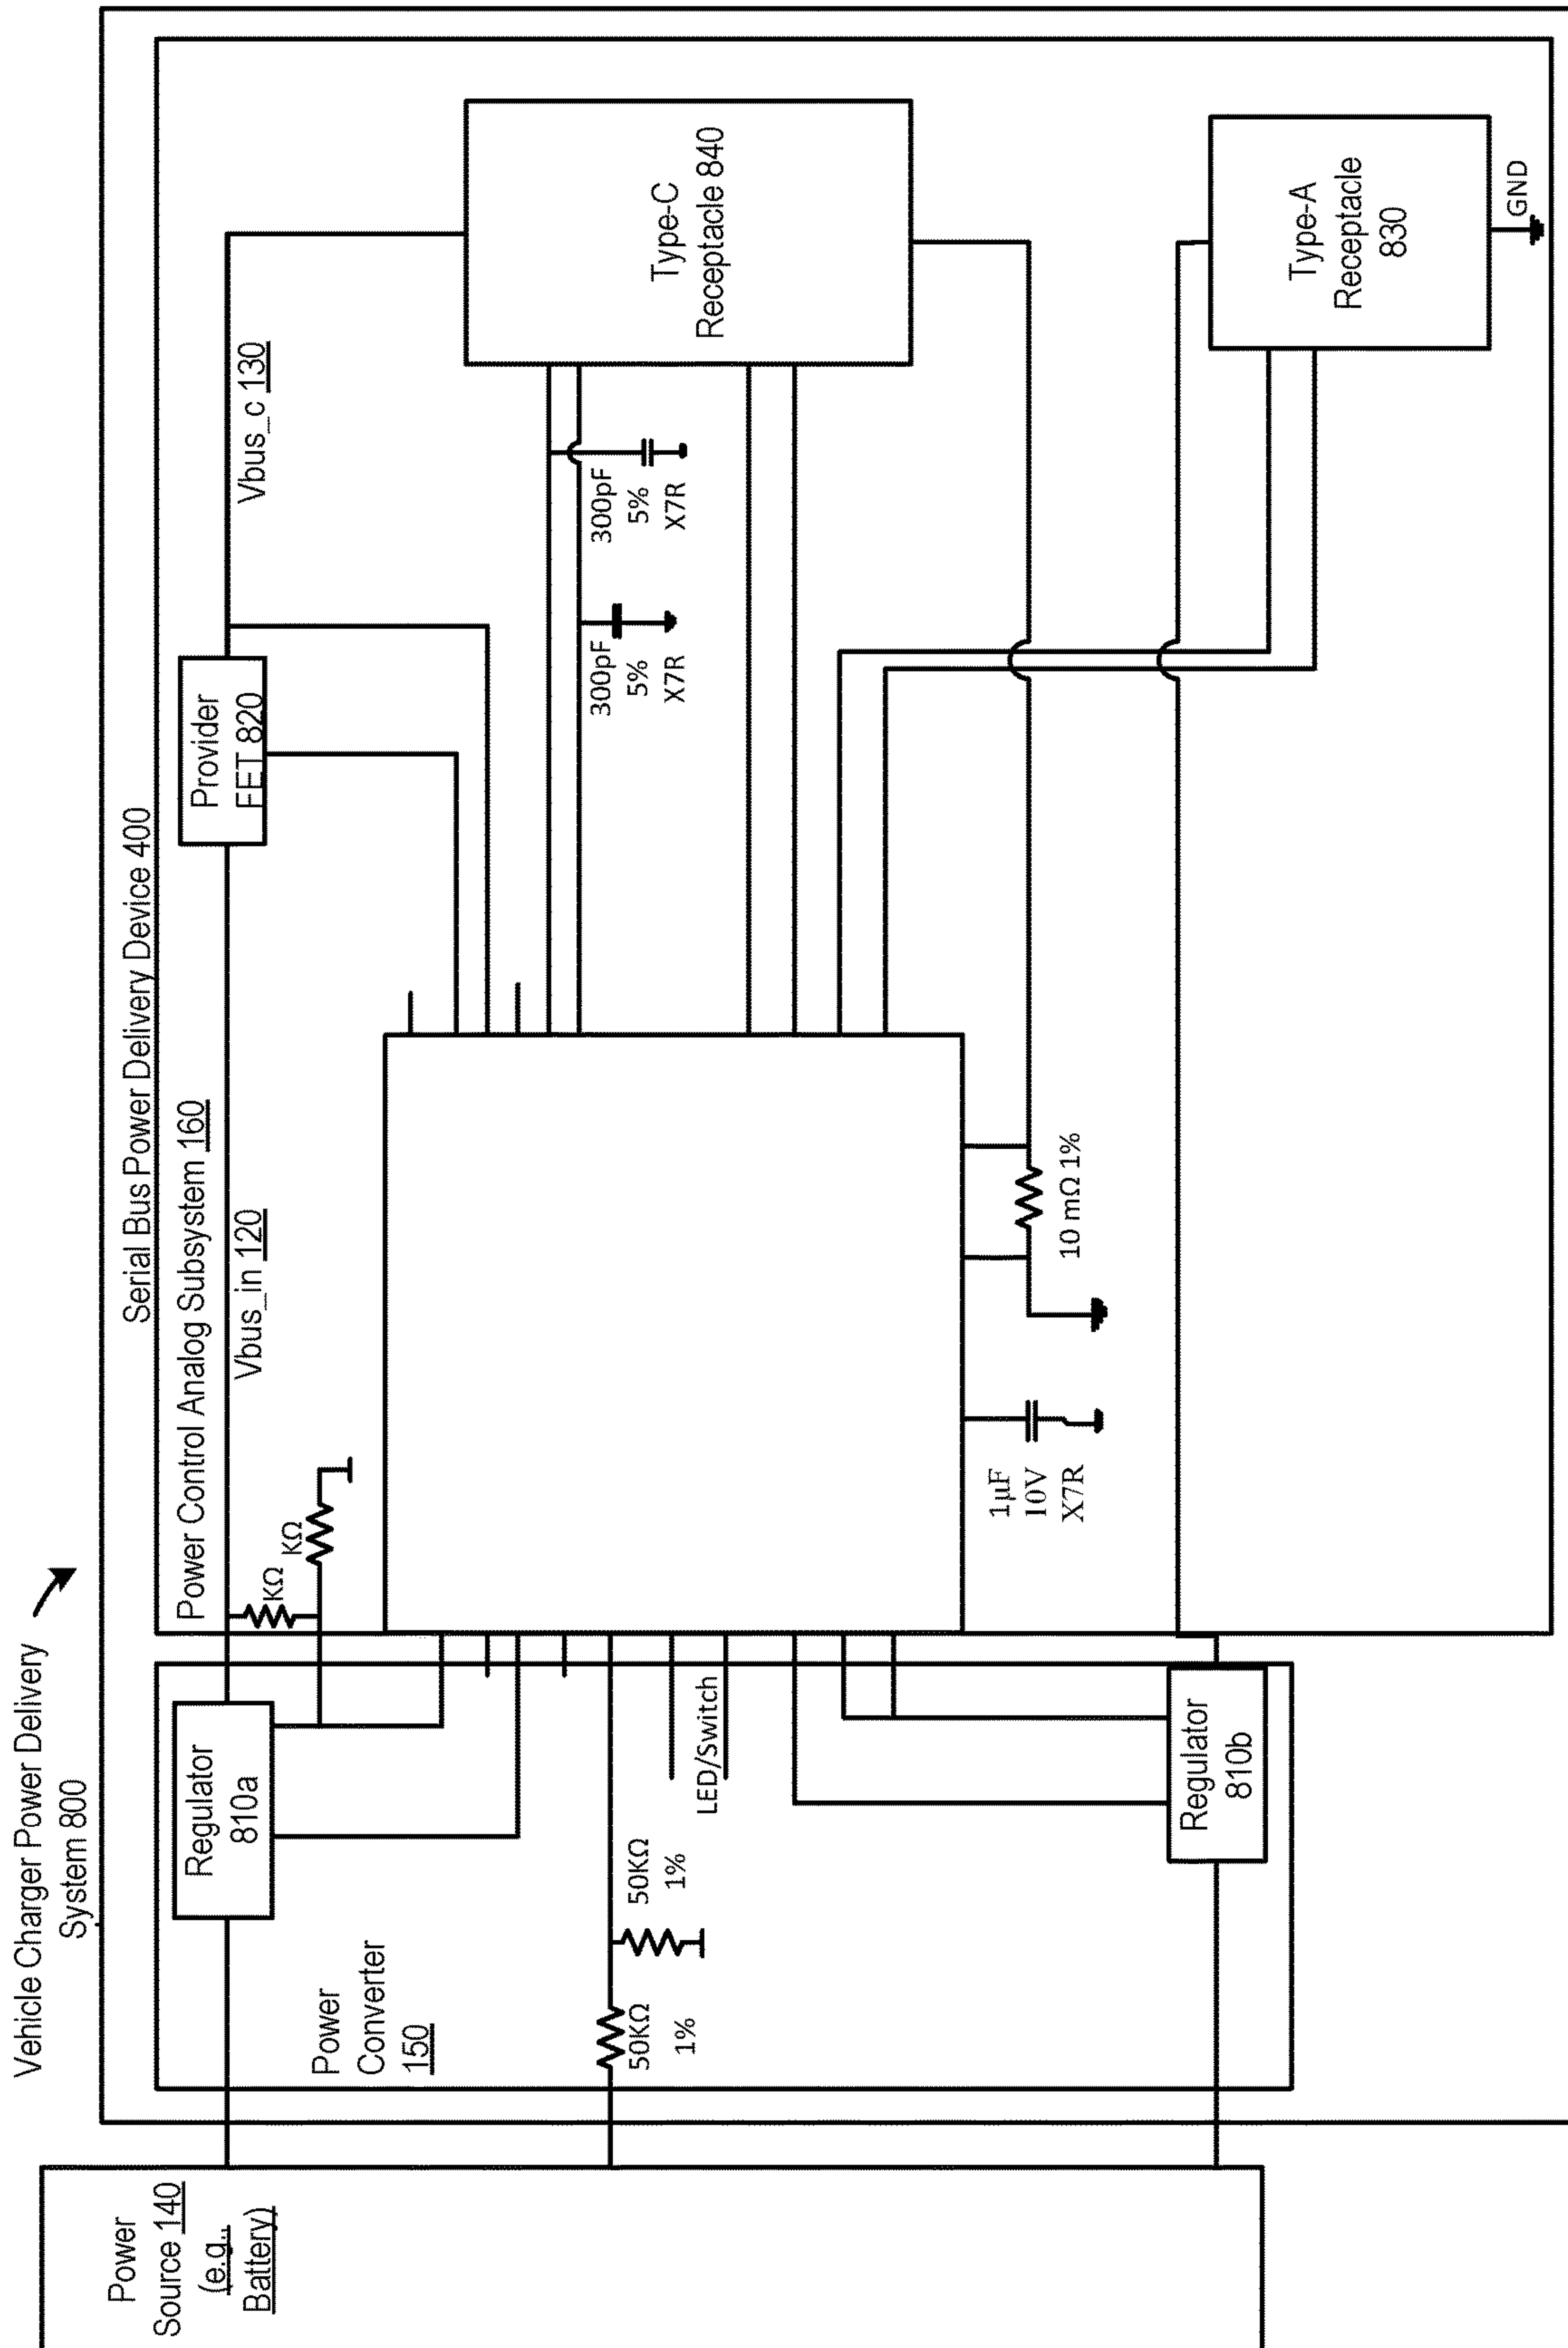 Vehicle Charger Power Delivery
System 800
Serial Bus Power Delivery Device 400
Power Control Analog Subsystem 160
Vbus_in 120
Vbus_c 130
Provider
FET 820
Type-C
Receptacle 840
Type-A
Receptacle
830
GND
300pF
5%
X7R
300pF
5%
X7R
10 mΩ 1%
1µF
10V
X7R
KΩ
KΩ
Regulator
810a
Regulator
810b
LED/Switch
50KΩ
1%
50KΩ
1%
Power
Converter
150
Power
Source 140
(e.g.,
Battery)